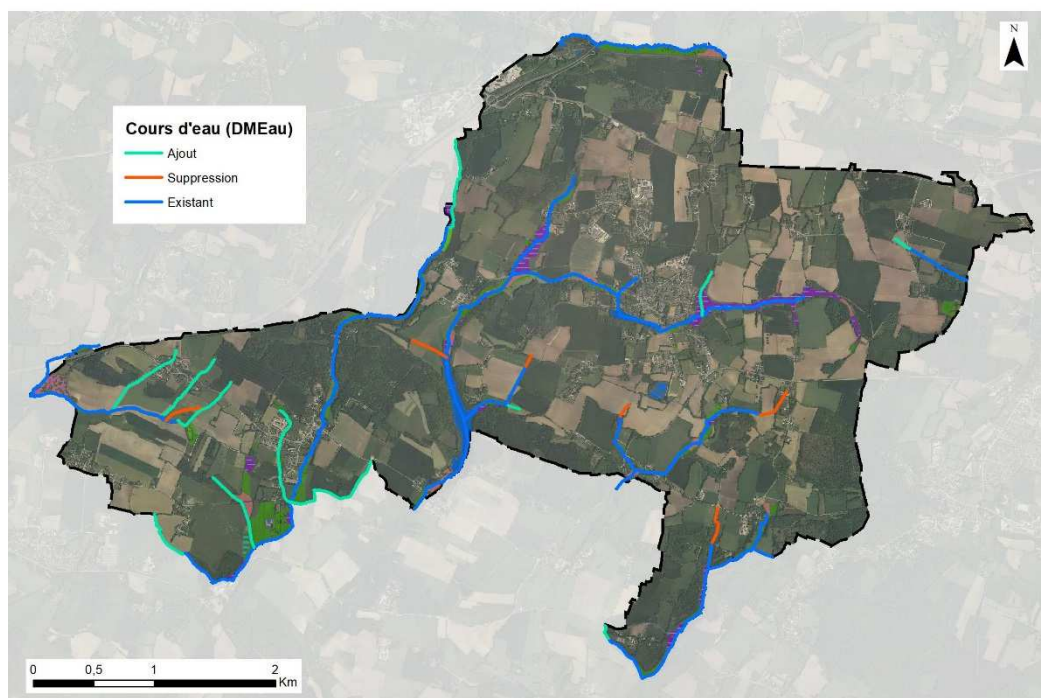 N
Cours d'eau (DMEau)
Ajout
Suppression
Existant
0 0,5 1 2
Km